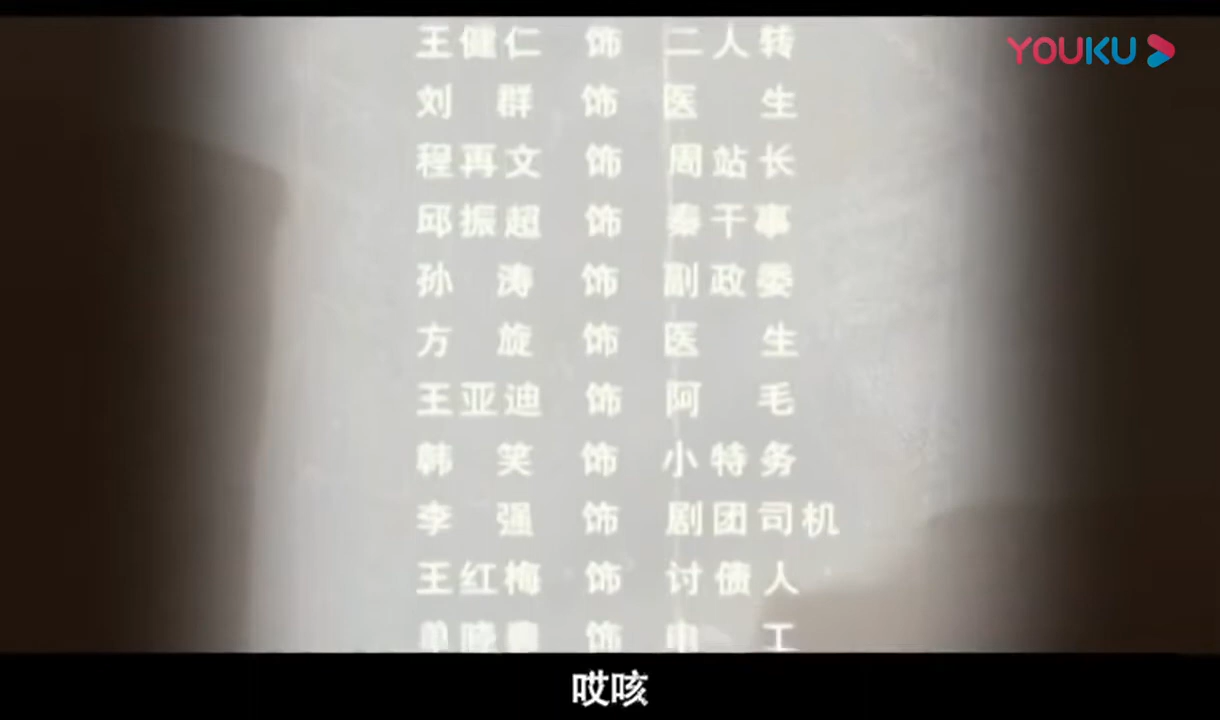 YOUKU
王健仁 饰 二人转
刘群 饰 医生
程再文 饰 周站长
邱振超 饰 秦干事
孙涛 饰 副政委
方旋 饰 医生
王亚迪 饰 阿毛
韩笑 饰 小特务
李强 饰 剧团司机
王红梅 饰 讨债人
饰 电工
哎咳